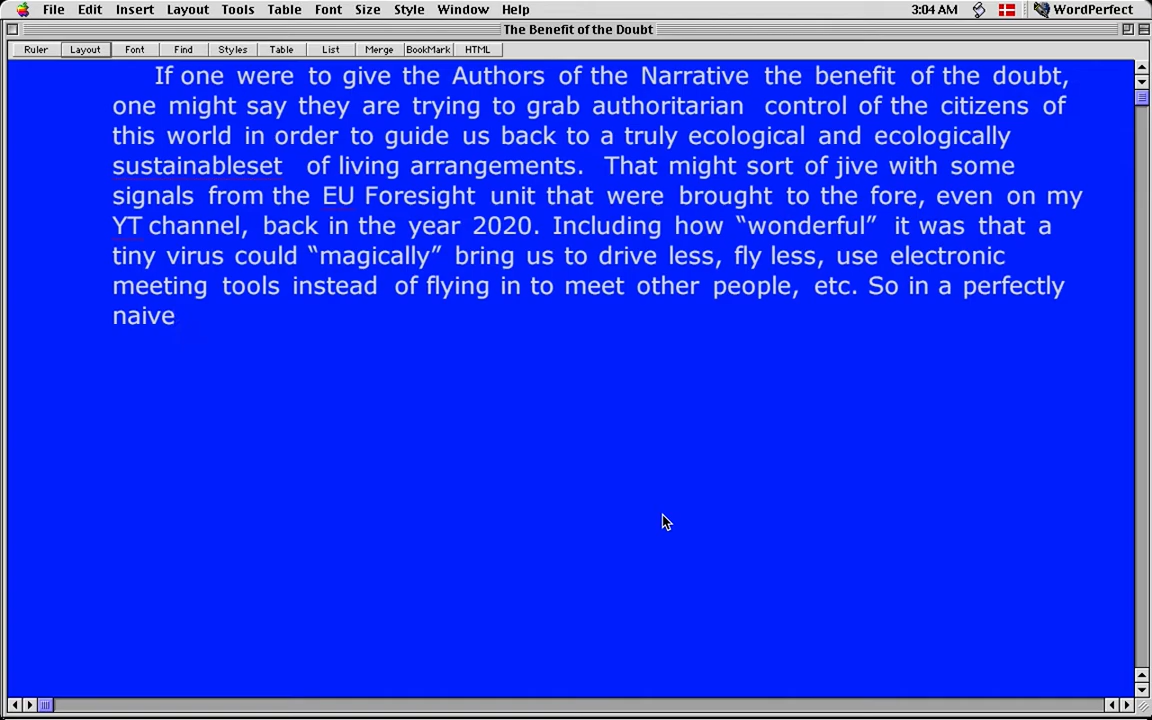 File Edit Insert Layout Tools Table Font Size Style Window Help 3:04 AM WordPerfect
The Benefit of the Doubt
Ruler Layout Font Find Styles Table List Merge BookMark HTML
If one were to give the Authors of the Narrative the benefit of the doubt,
one might say they are trying to grab authoritarian control of the citizens of
this world in order to guide us back to a truly ecological and ecologically
sustainableset of living arrangements. That might sort of jive with some
signals from the EU Foresight unit that were brought to the fore, even on my
YT channel, back in the year 2020. Including how “wonderful” it was that a
tiny virus could “magically” bring us to drive less, fly less, use electronic
meeting tools instead of flying in to meet other people, etc. So in a perfectly
naive